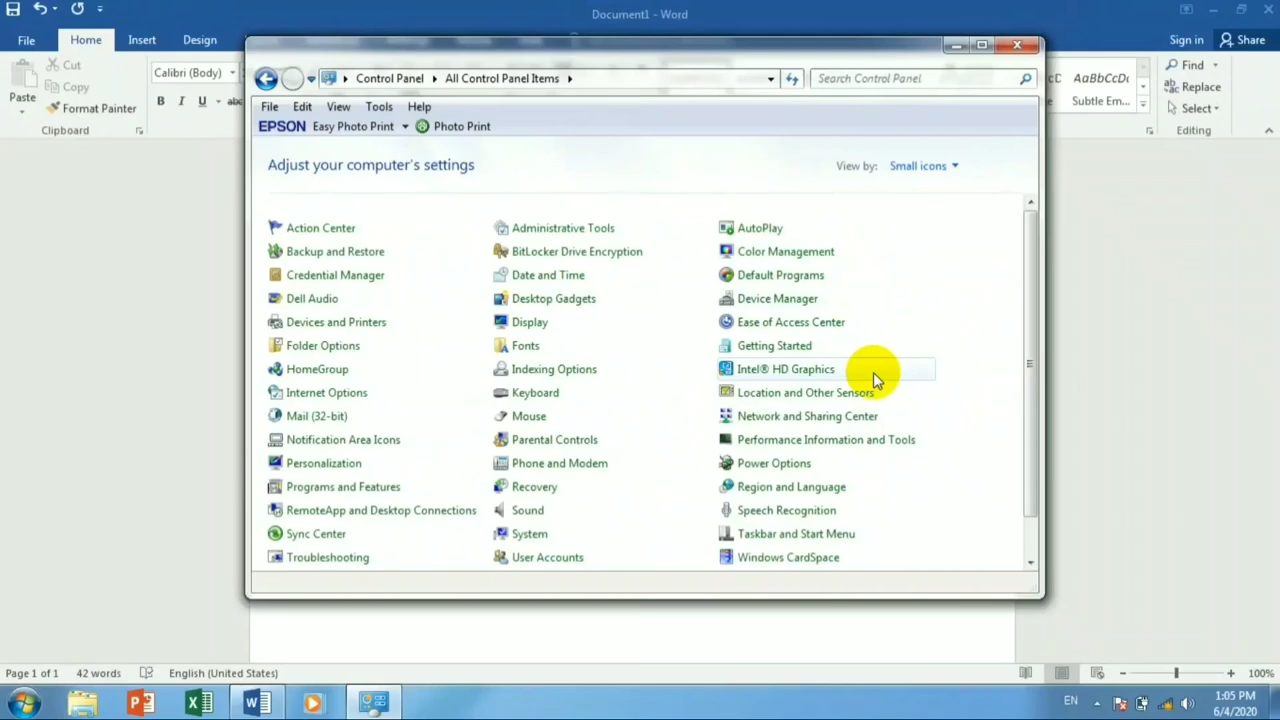 Document1 - Word
File Home Insert Design Sign in Share
Cut
Copy
Paste Format Painter
Clipboard
Calibri (Body)
B I U abc
AaBbCcDc
Subtle Em...
Find
Replace
Select
Editing
Control Panel All Control Panel Items Search Control Panel
File Edit View Tools Help
EPSON Easy Photo Print Photo Print
Adjust your computer's settings View by: Small icons
Action Center Administrative Tools AutoPlay
Backup and Restore BitLocker Drive Encryption Color Management
Credential Manager Date and Time Default Programs
Dell Audio Desktop Gadgets Device Manager
Devices and Printers Display Ease of Access Center
Folder Options Fonts Getting Started
HomeGroup Indexing Options Intel® HD Graphics
Internet Options Keyboard Location and Other Sensors
Mail (32-bit) Mouse Network and Sharing Center
Notification Area Icons Parental Controls Performance Information and Tools
Personalization Phone and Modem Power Options
Programs and Features Recovery Region and Language
RemoteApp and Desktop Connections Sound Speech Recognition
Sync Center System Taskbar and Start Menu
Troubleshooting User Accounts Windows CardSpace
Page 1 of 1 42 words English (United States) 100%
EN 1:05 PM
6/4/2020